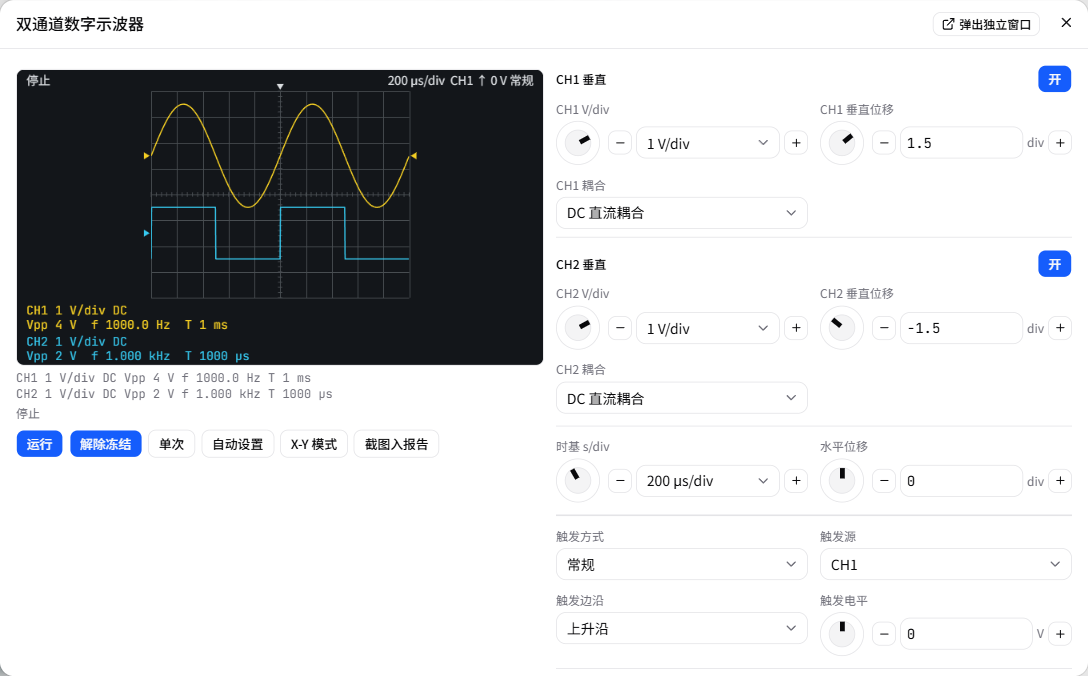 双通道数字示波器
弹出独立窗口
停止
200 µs/div CH1 ↑ 0 V 常规
CH1 1 V/div DC
Vpp 4 V f 1000.0 Hz T 1 ms
CH2 1 V/div DC
Vpp 2 V f 1.000 kHz T 1000 µs
CH1 1 V/div DC Vpp 4 V f 1000.0 Hz T 1 ms
CH2 1 V/div DC Vpp 2 V f 1.000 kHz T 1000 µs
停止
运行 解除冻结 单次 自动设置 X-Y 模式 截图入报告
CH1 垂直 开
CH1 V/div CH1 垂直位移
− 1 V/div + − 1.5 div +
CH1 耦合
DC 直流耦合
CH2 垂直 开
CH2 V/div CH2 垂直位移
− 1 V/div + − -1.5 div +
CH2 耦合
DC 直流耦合
时基 s/div 水平位移
− 200 µs/div + − 0 div +
触发方式 触发源
常规 CH1
触发边沿 触发电平
上升沿 − 0 V +